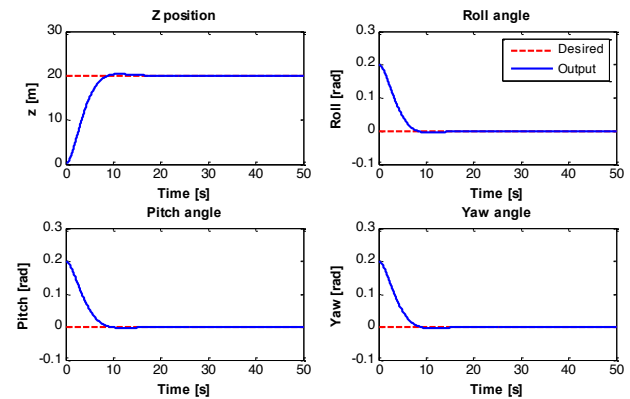 Z position
30
20
10
0
z [m]
0 10 20 30 40 50
Time [s]
Roll angle
0.3
0.2
0.1
0
-0.1
Roll [rad]
Desired
Output
0 10 20 30 40 50
Time [s]
Pitch angle
0.3
0.2
0.1
0
-0.1
Pitch [rad]
0 10 20 30 40 50
Time [s]
Yaw angle
0.3
0.2
0.1
0
-0.1
Yaw [rad]
0 10 20 30 40 50
Time [s]